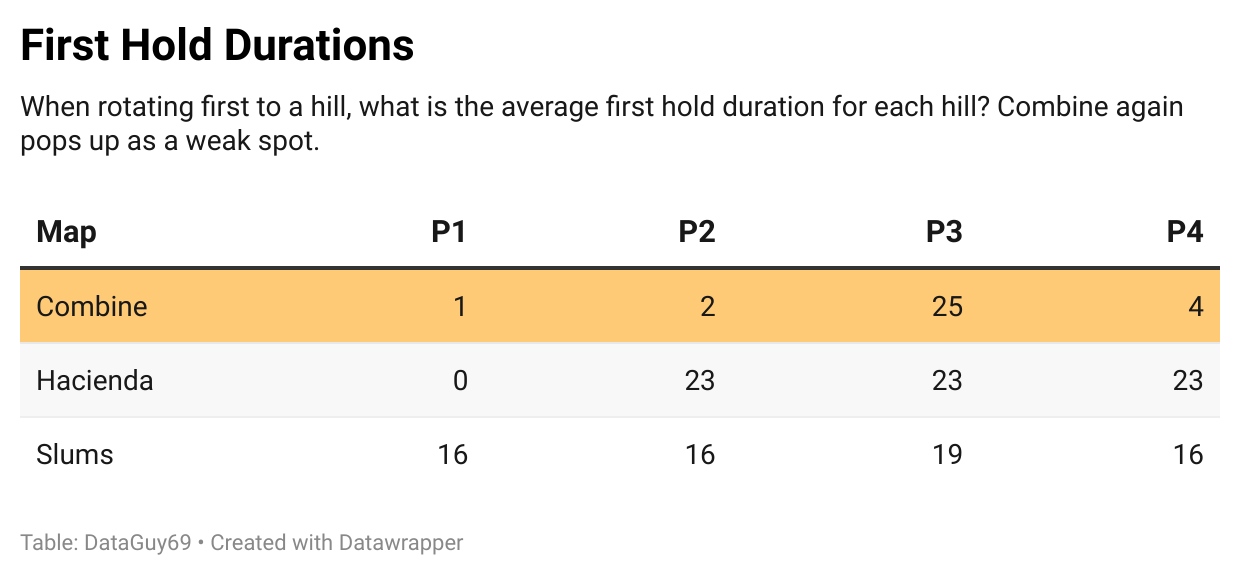 First Hold Durations
When rotating first to a hill, what is the average first hold duration for each hill? Combine again
pops up as a weak spot.
Map P1 P2 P3 P4
Combine 1 2 25 4
Hacienda 0 23 23 23
Slums 16 16 19 16
Table: DataGuy69 • Created with Datawrapper